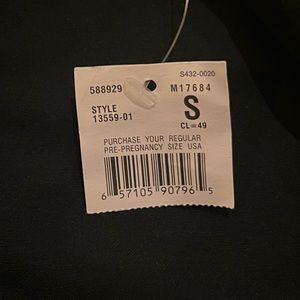 S432-0020
588929 M17684
STYLE S
13559-01 CL=49
PURCHASE YOUR REGULAR
PRE-PREGNANCY SIZE USA
6 57105 90796 5